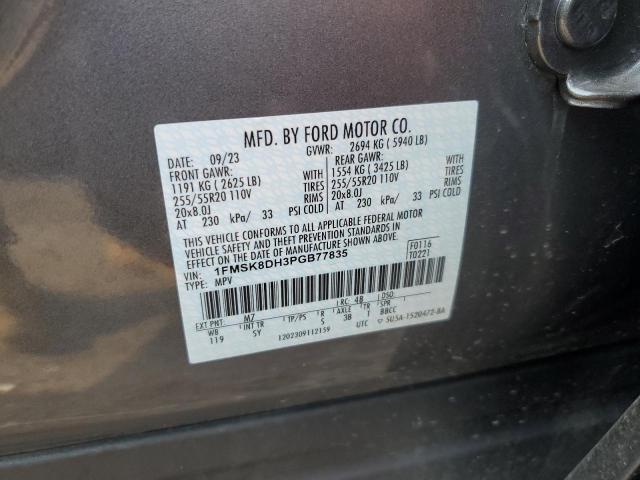 MFD. BY FORD MOTOR CO.
DATE: 09/23 GVWR: 2694 KG ( 5940 LB)
FRONT GAWR: REAR GAWR:
1191 KG ( 2625 LB) WITH 1554 KG ( 3425 LB) WITH
255/55R20 110V TIRES 255/55R20 110V TIRES
20x8.0J RIMS 20x8.0J RIMS
AT 230 kPa/ 33 PSI COLD AT 230 kPa/ 33 PSI COLD
THIS VEHICLE CONFORMS TO ALL APPLICABLE FEDERAL MOTOR
VEHICLE SAFETY AND THEFT PREVENTION STANDARDS IN
EFFECT ON THE DATE OF MANUFACTURE SHOWN ABOVE.
VIN: 1FMSK8DH3PGB77835 F0116
TYPE: MPV T0221
EXT PNT: M7 RC: 48 DSO:
WB INT TR TP/PS R AXLE TR SPR
119 5Y 5 3B 1 BBCC
1202309112159 UTC 5U5A-1520472-BA